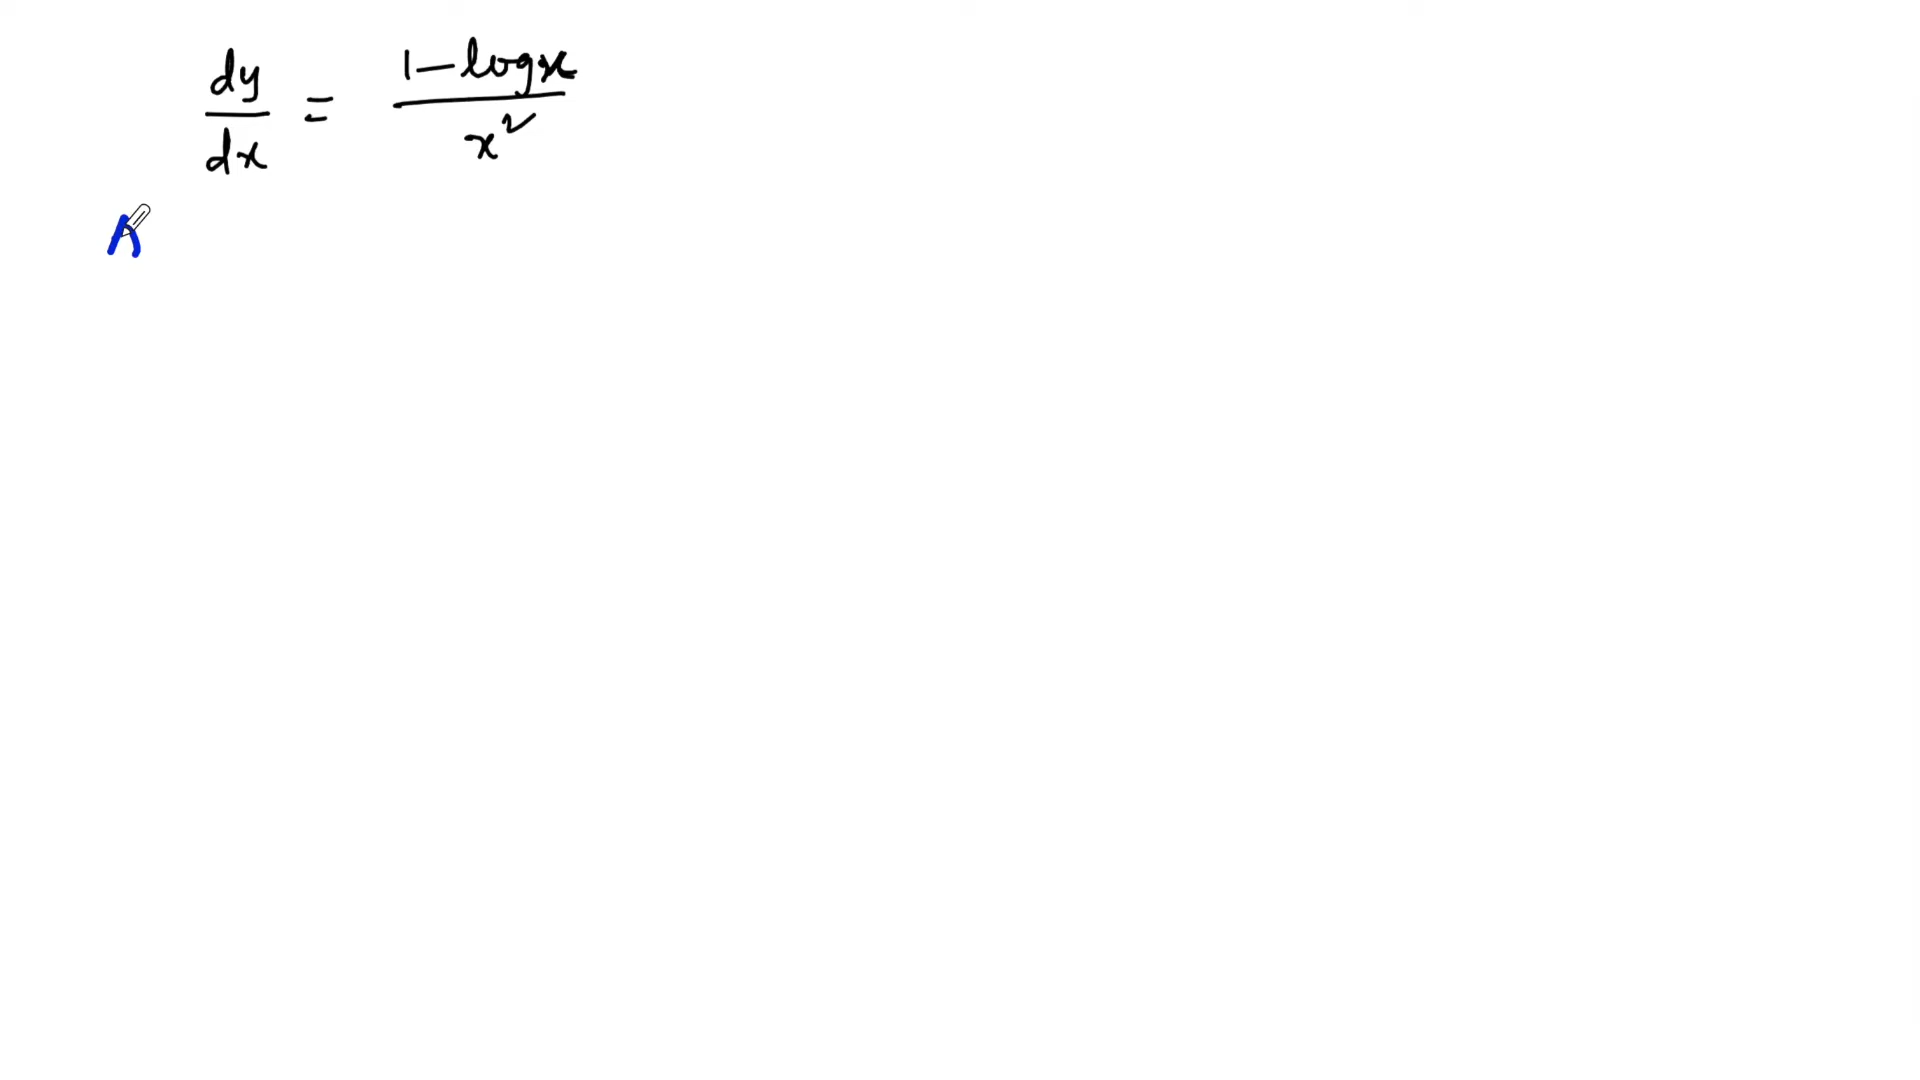 dy/dx = (1 - log x)/x²
A